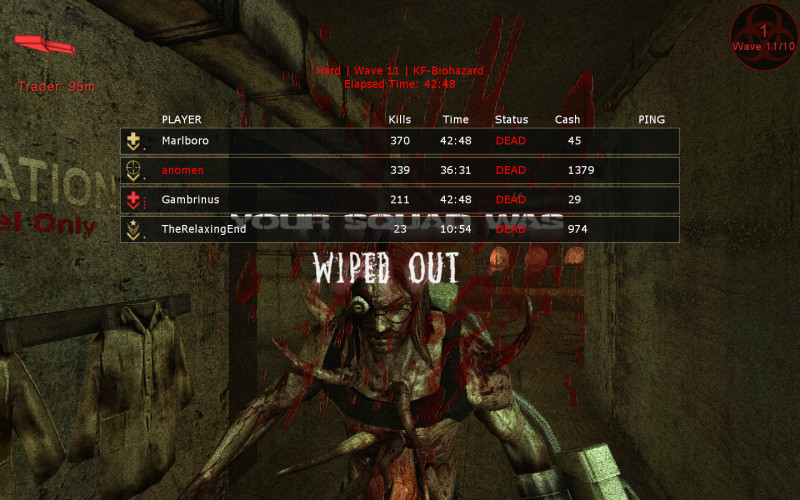 1
Wave 11/10
Trader: 95m
Hard | Wave 11 | KF-Biohazard
Elapsed Time: 42:48
PLAYER Kills Time Status Cash PING
Marlboro 370 42:48 DEAD 45
anomen 339 36:31 DEAD 1379
Gambrinus 211 42:48 DEAD 29
TheRelaxingEnd 23 10:54 DEAD 974
YOUR SQUAD WAS
WIPED OUT
ATION
el Only